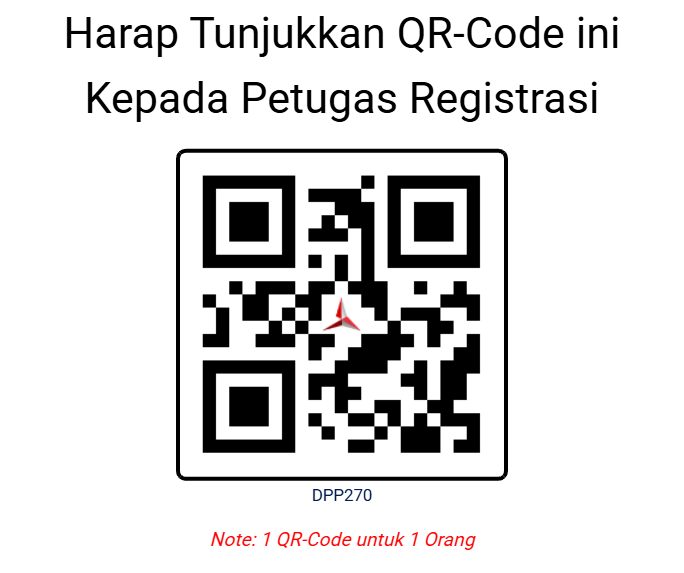 Harap Tunjukkan QR-Code ini
Kepada Petugas Registrasi
DPP270
Note: 1 QR-Code untuk 1 Orang